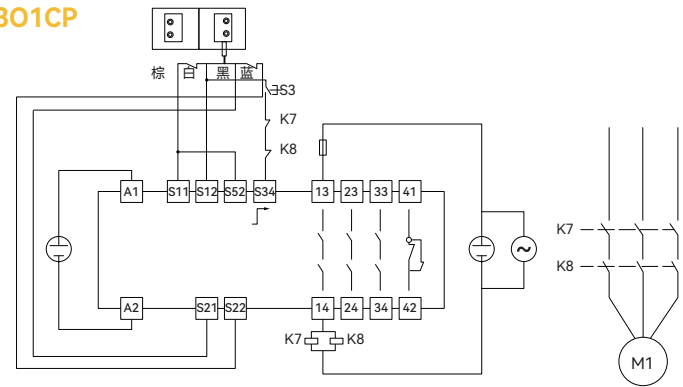 301CP
棕 白 黑 蓝
S3
K7
K8
A1 S11 S12 S52 S34 13 23 33 41
K7
~
K8
A2 S21 S22 14 24 34 42
K7 K8
M1